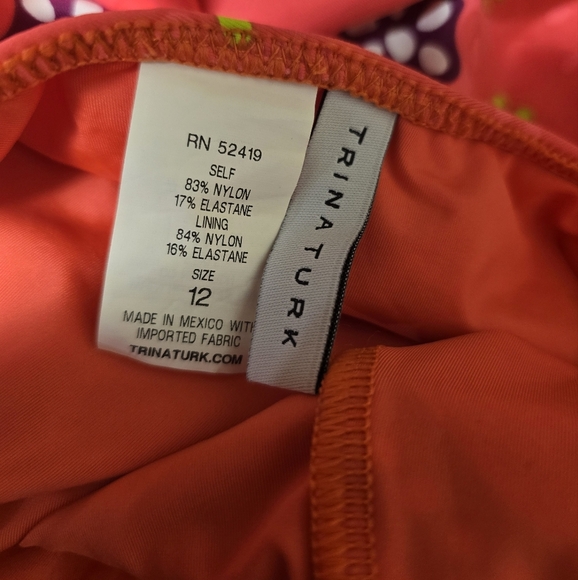 RN 52419
SELF
83% NYLON
17% ELASTANE
LINING
84% NYLON
16% ELASTANE
SIZE
12
MADE IN MEXICO WITH
IMPORTED FABRIC
TRINATURK.COM
TRINATURK